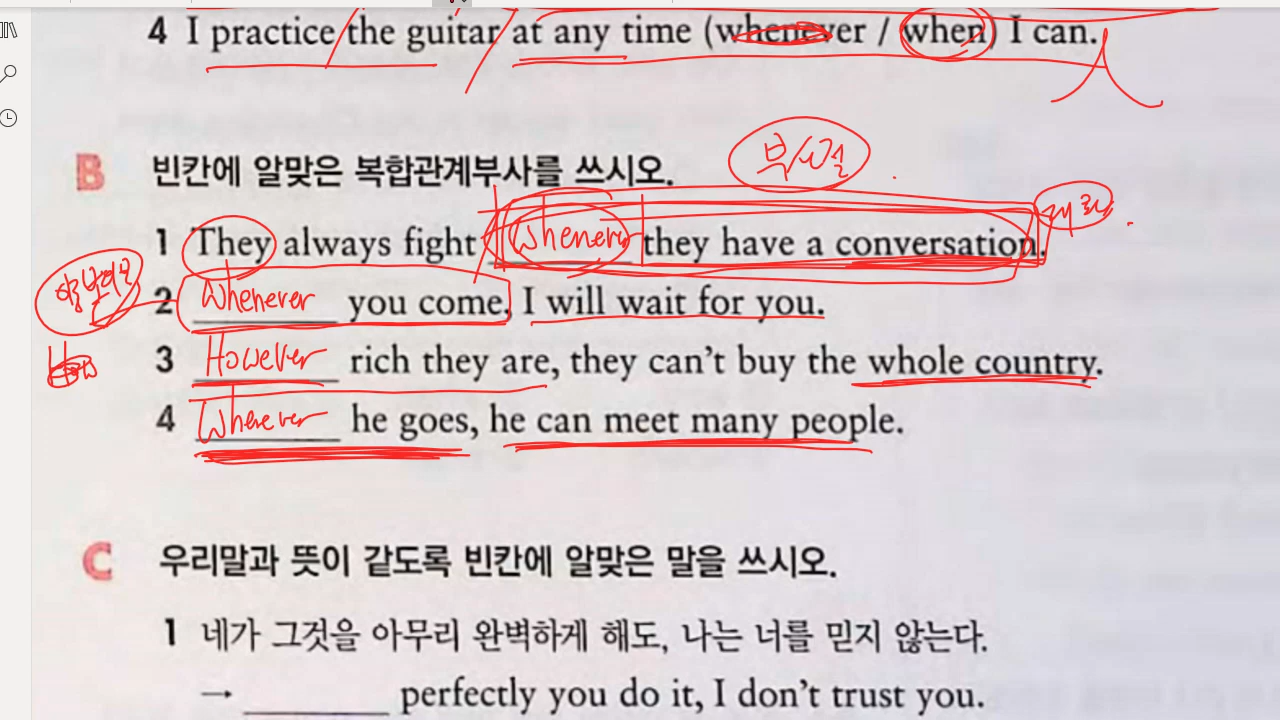 4 I practice the guitar at any time (whenever / when) I can.
부사절
B 빈칸에 알맞은 복합관계부사를 쓰시오.
1 They always fight whenever they have a conversation.
2 Whenever you come, I will wait for you.
3 However rich they are, they can't buy the whole country.
4 Wherever he goes, he can meet many people.
C 우리말과 뜻이 같도록 빈칸에 알맞은 말을 쓰시오.
1 네가 그것을 아무리 완벽하게 해도, 나는 너를 믿지 않는다.
→ ________ perfectly you do it, I don't trust you.